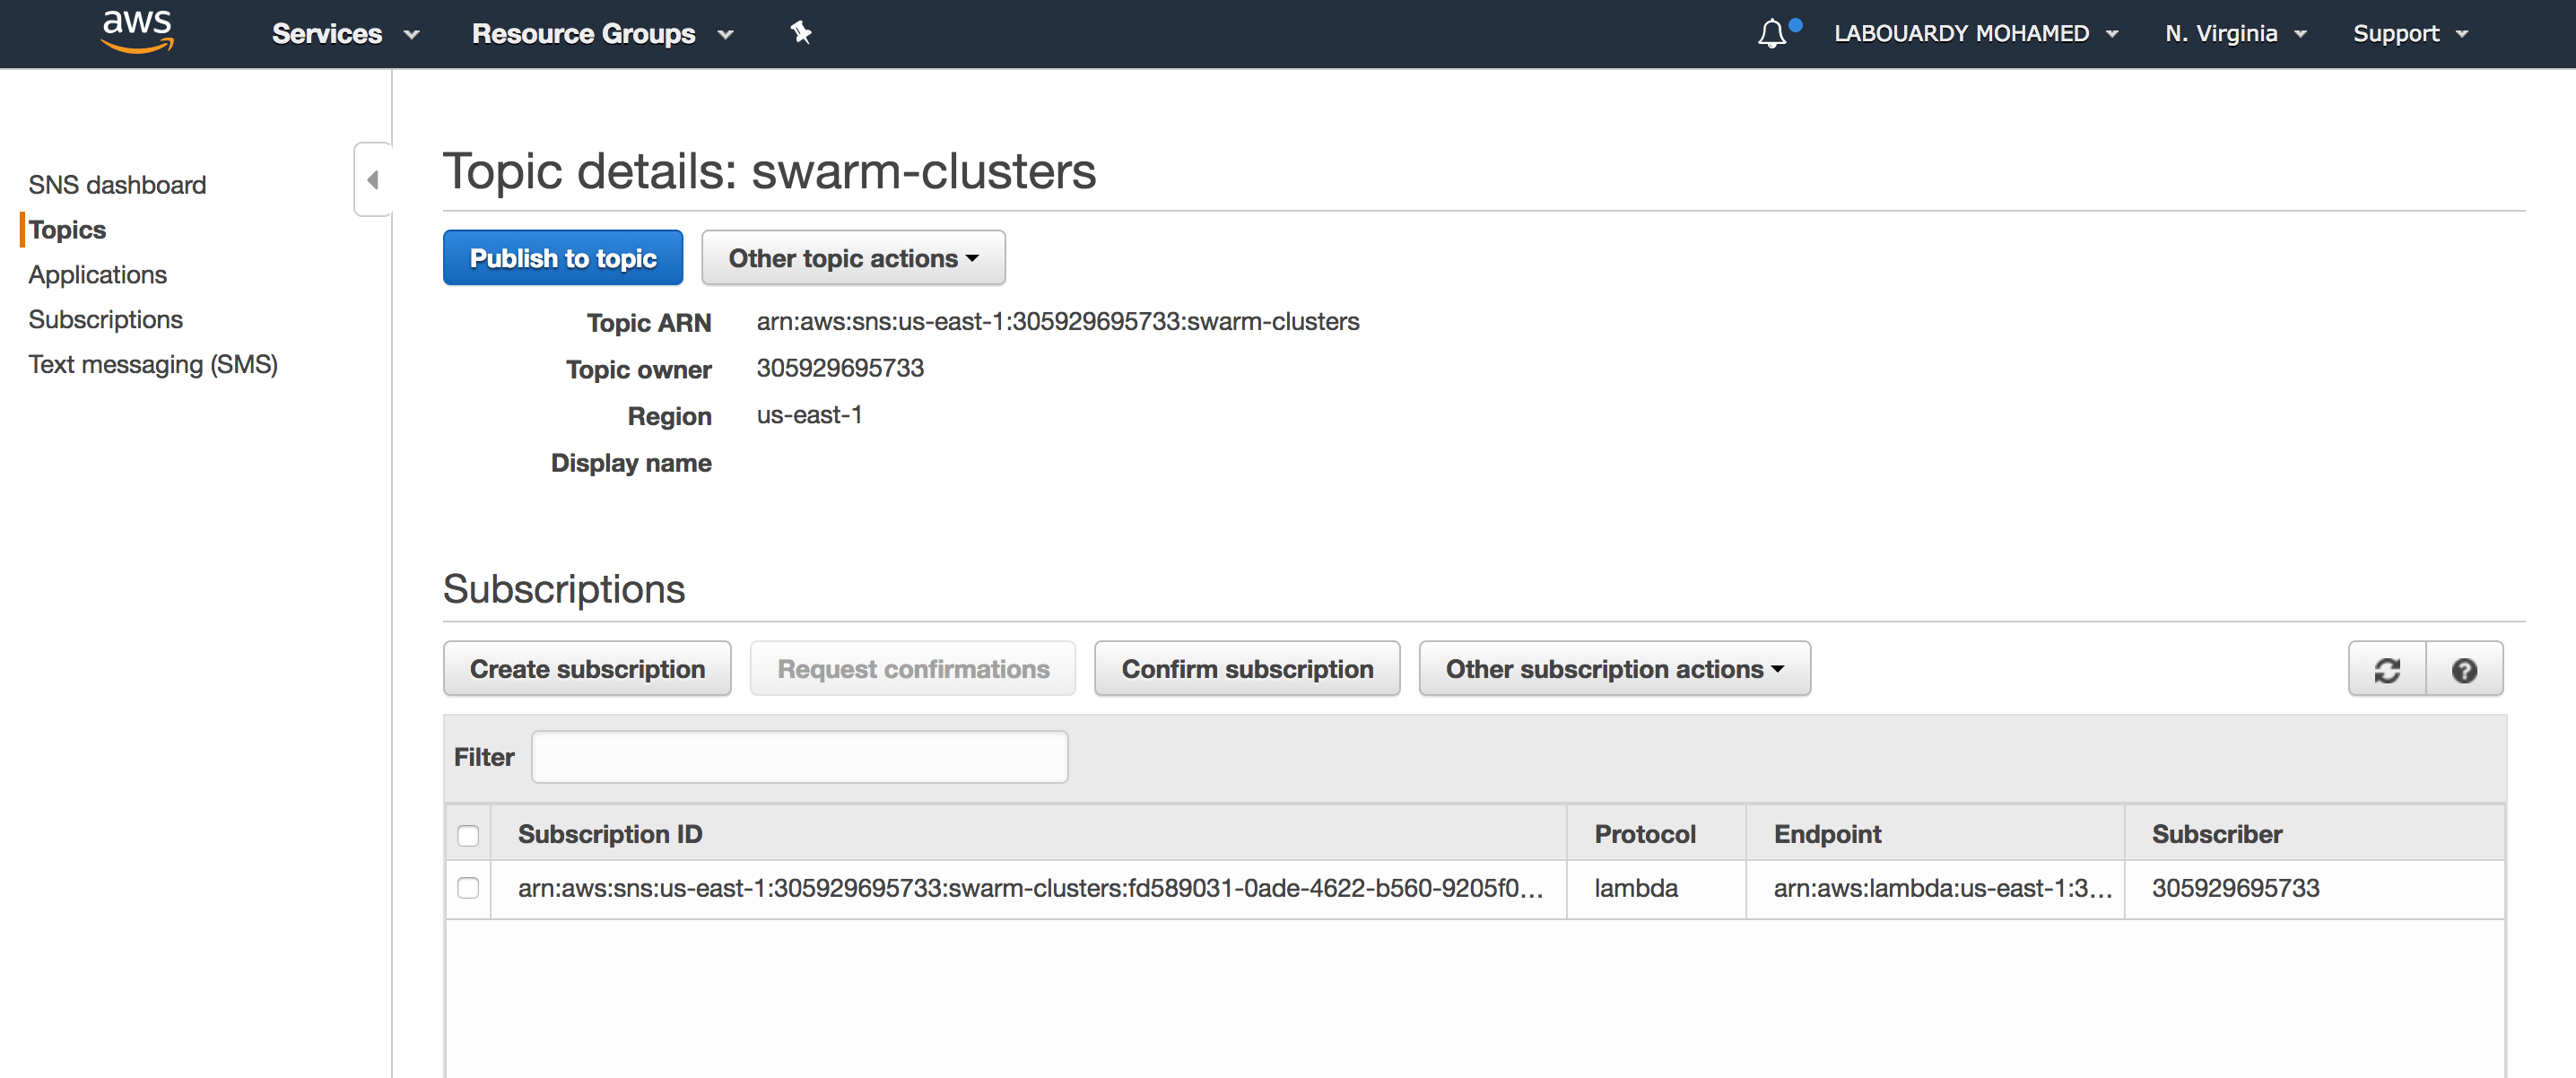 aws Services Resource Groups LABOUARDY MOHAMED N. Virginia Support
SNS dashboard
Topics
Applications
Subscriptions
Text messaging (SMS)
Topic details: swarm-clusters
Publish to topic Other topic actions
Topic ARN arn:aws:sns:us-east-1:305929695733:swarm-clusters
Topic owner 305929695733
Region us-east-1
Display name
Subscriptions
Create subscription Request confirmations Confirm subscription Other subscription actions
Filter
Subscription ID Protocol Endpoint Subscriber
arn:aws:sns:us-east-1:305929695733:swarm-clusters:fd589031-0ade-4622-b560-9205f0... lambda arn:aws:lambda:us-east-1:3... 305929695733